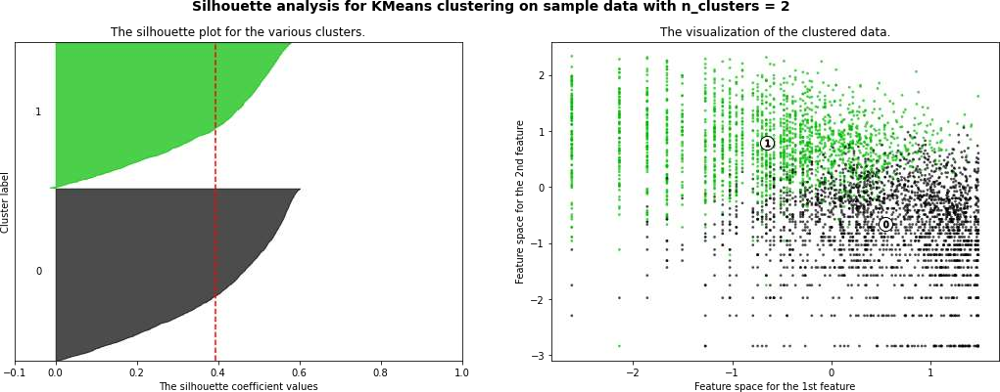 Silhouette analysis for KMeans clustering on sample data with n_clusters = 2
The silhouette plot for the various clusters.
Cluster label
1
0
−0.1 0.0 0.2 0.4 0.6 0.8 1.0
The silhouette coefficient values
The visualization of the clustered data.
Feature space for the 2nd feature
2
1
0
−1
−2
−3
1
0
−2 −1 0 1
Feature space for the 1st feature